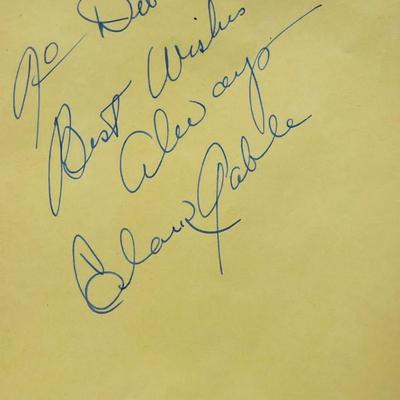 To
Best Wishes
Always
Clark Gable